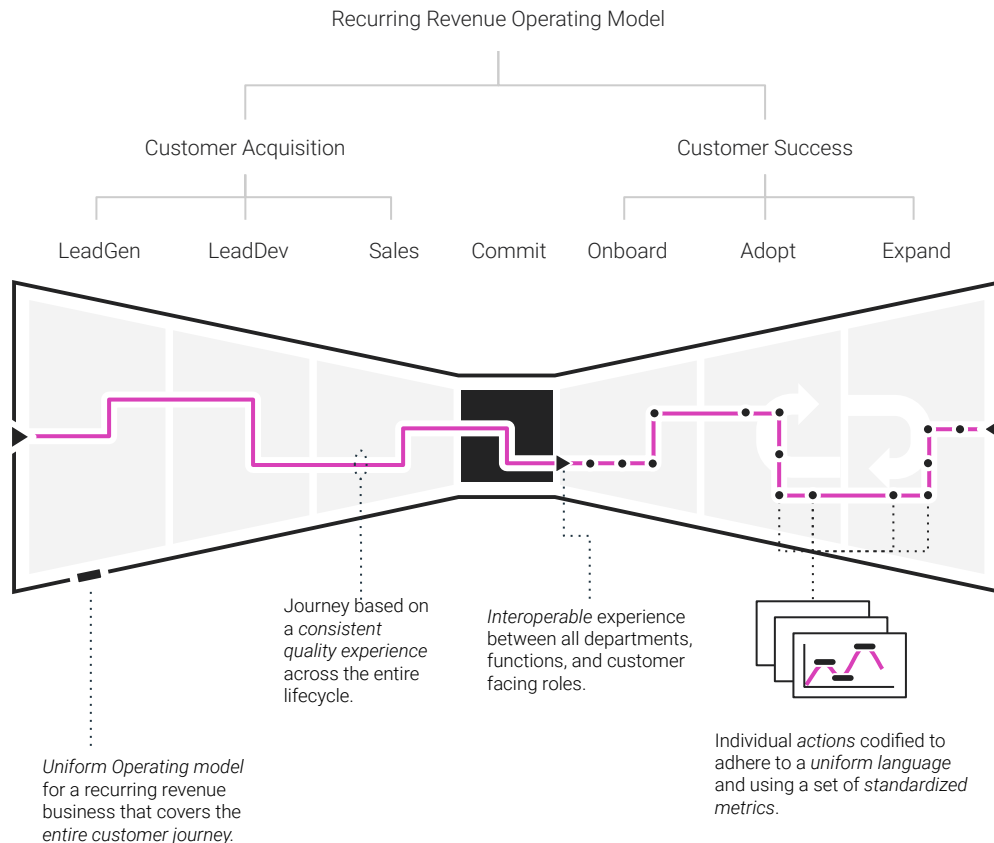 Recurring Revenue Operating Model
Customer Acquisition
Customer Success
LeadGen
LeadDev
Sales
Commit
Onboard
Adopt
Expand
Journey based on
a consistent
quality experience
across the entire
lifecycle.
Interoperable experience
between all departments,
functions, and customer
facing roles.
Uniform Operating model
for a recurring revenue
business that covers the
entire customer journey.
Individual actions codified to
adhere to a uniform language
and using a set of standardized
metrics.